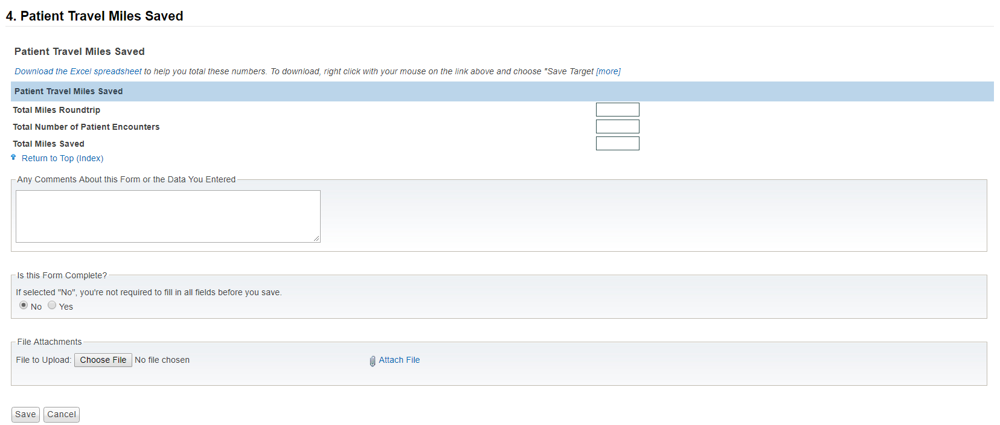 4. Patient Travel Miles Saved
Patient Travel Miles Saved
Download the Excel spreadsheet to help you total these numbers. To download, right click with your mouse on the link above and choose "Save Target [more]
Patient Travel Miles Saved
Total Miles Roundtrip
Total Number of Patient Encounters
Total Miles Saved
Return to Top (Index)
Any Comments About this Form or the Data You Entered
Is this Form Complete?
If selected "No", you're not required to fill in all fields before you save.
No Yes
File Attachments
File to Upload: Choose File No file chosen Attach File
Save Cancel